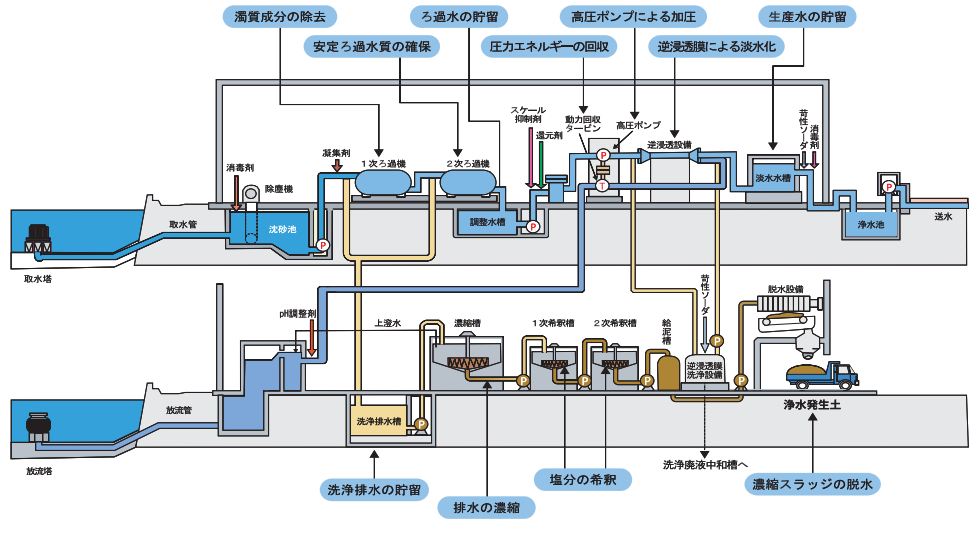 濁質成分の除去
ろ過水の貯留
高圧ポンプによる加圧
生産水の貯留
安定ろ過水質の確保
圧力エネルギーの回収
逆浸透膜による淡水化
スケール
抑制剤
還元剤
動力回収
タービン
高圧ポンプ
逆浸透設備
苛性ソーダ
消毒剤
消毒剤
除塵機
凝集剤
1次ろ過機
2次ろ過機
淡水水槽
取水管
沈砂池
P
調整水槽
P
P
T
P
浄水池
送水
取水塔
pH調整剤
上澄水
濃縮槽
1次希釈槽
2次希釈槽
給泥槽
苛性ソーダ
脱水設備
P
P
P
P
P
逆浸透膜
洗浄設備
放流管
洗浄排水槽
P
浄水発生土
放流塔
洗浄廃液中和槽へ
洗浄排水の貯留
排水の濃縮
塩分の希釈
濃縮スラッジの脱水